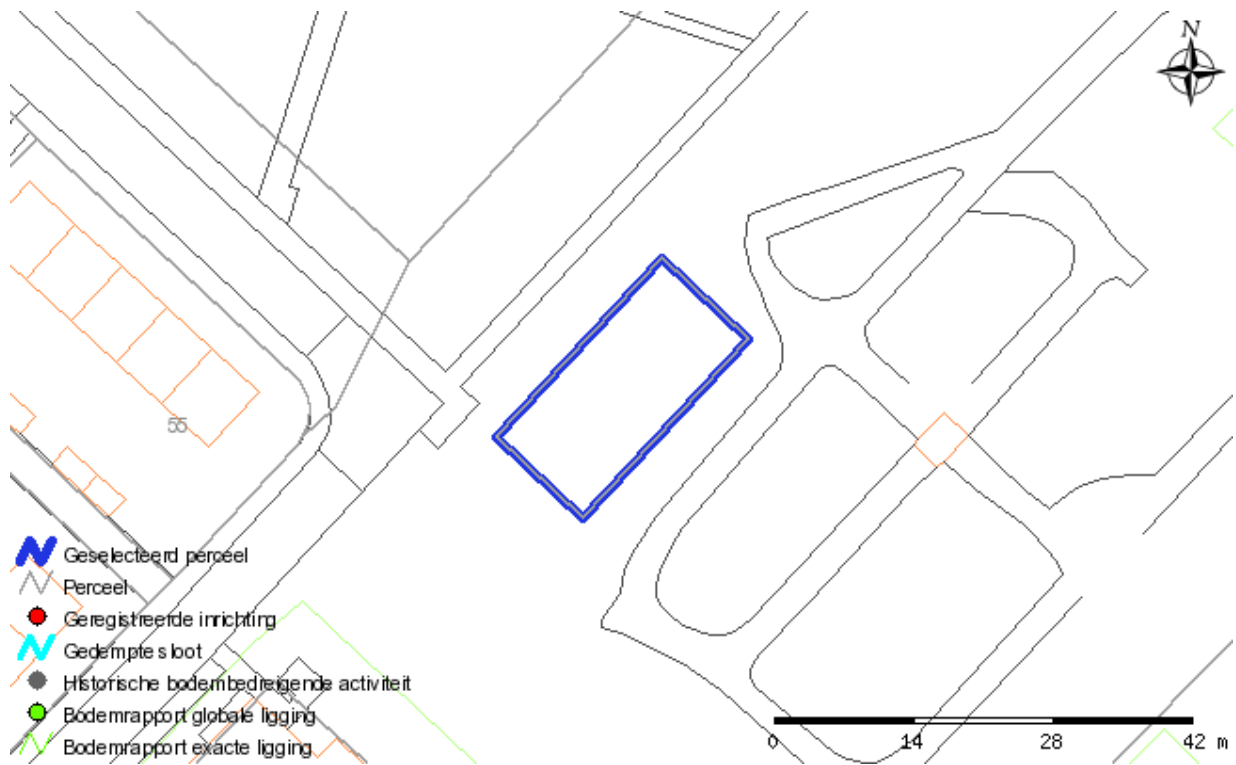 N
55
Geselecteerd perceel
Perceel
Geregistreerde inrichting
Gedempte sloot
Historische bodembedreigende activiteit
Bodemrapport globale ligging
Bodemrapport exacte ligging
0 14 28 42 m